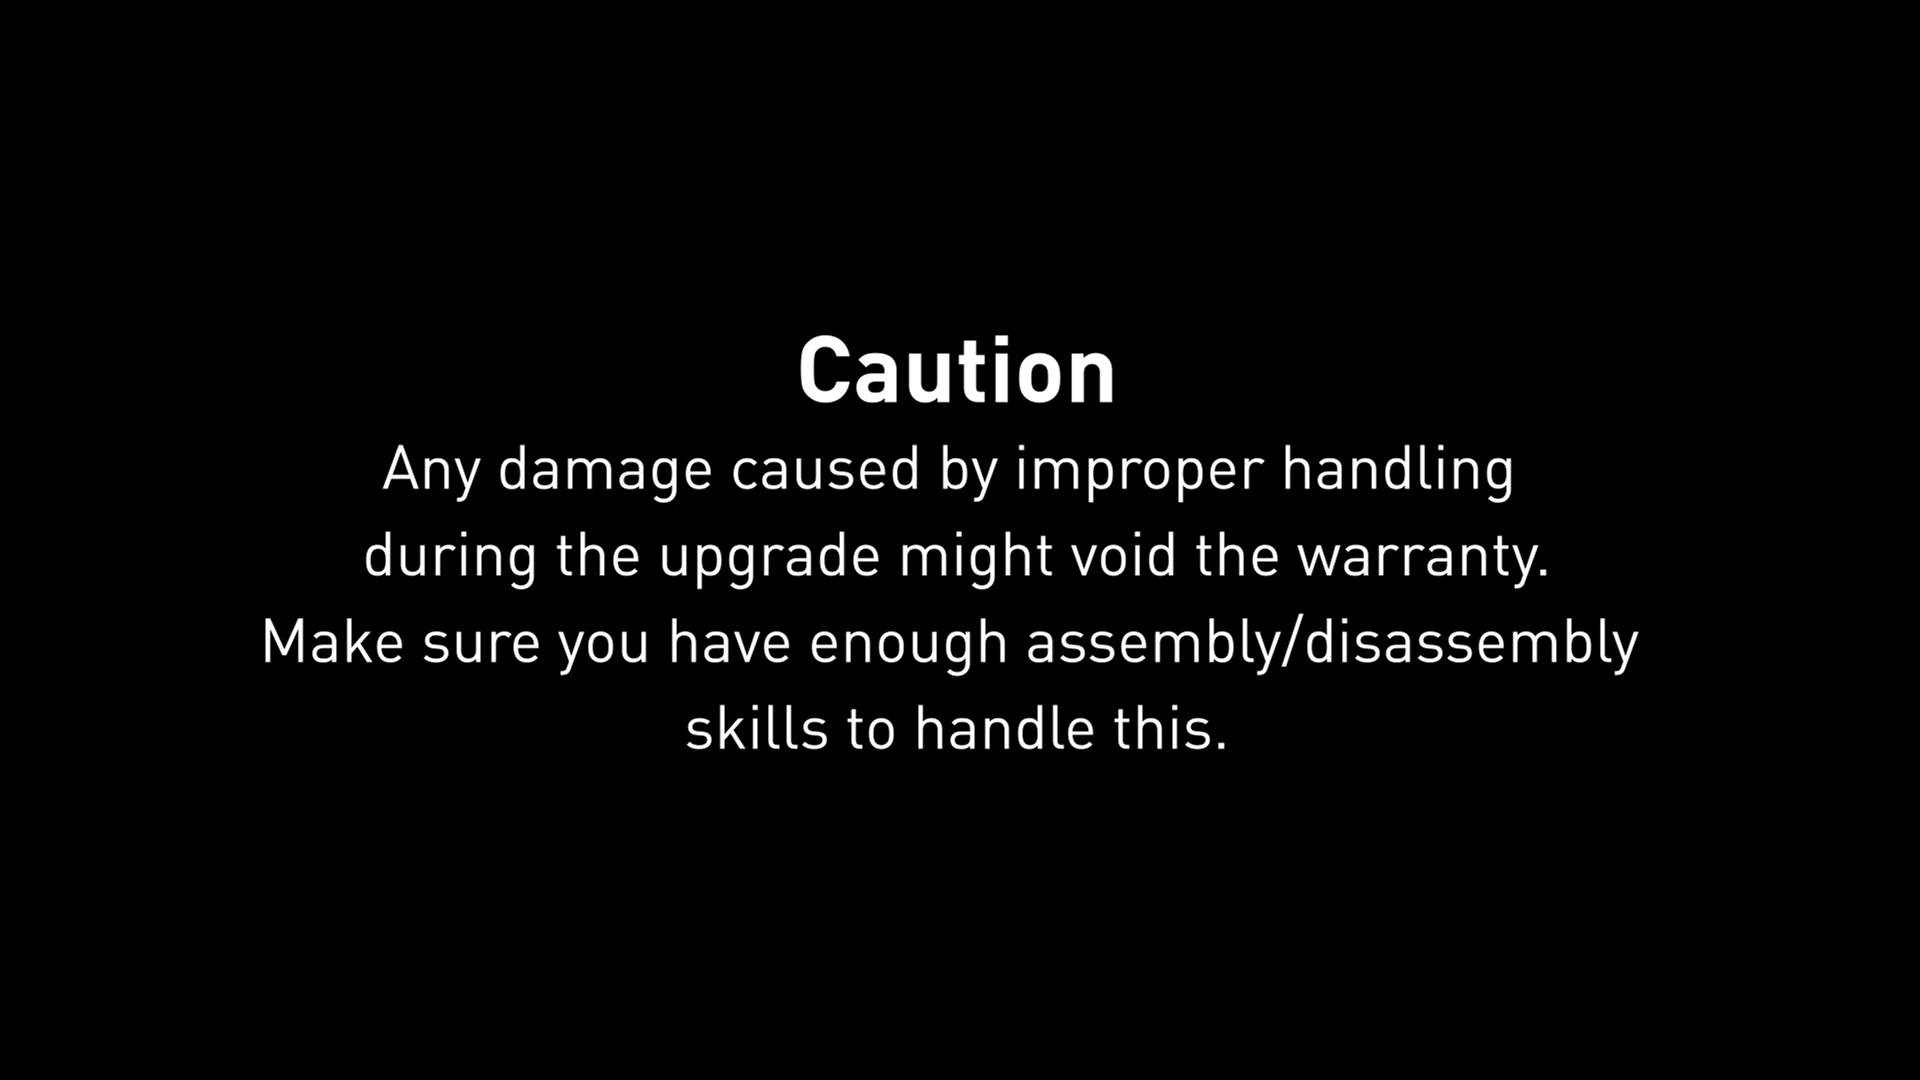 Caution
Any damage caused by improper handling
during the upgrade might void the warranty.
Make sure you have enough assembly/disassembly
skills to handle this.